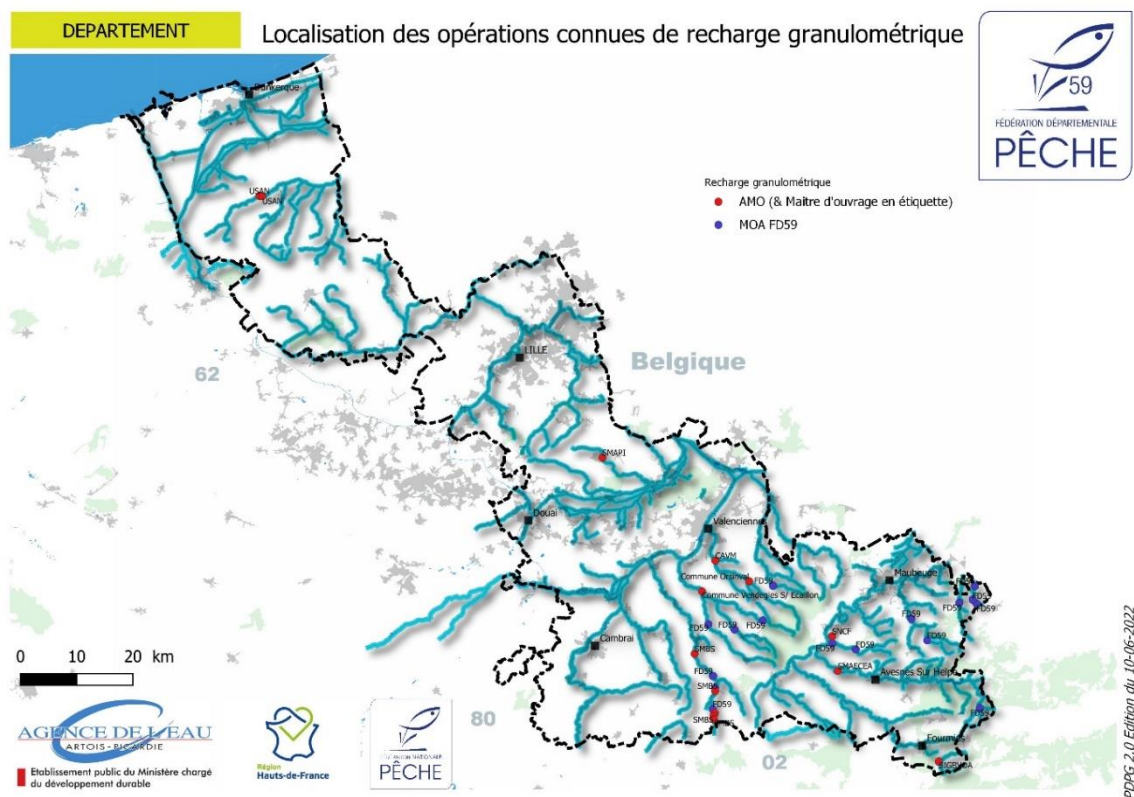 DEPARTEMENT
Localisation des opérations connues de recharge granulométrique
59
FÉDÉRATION DÉPARTEMENTALE
PÊCHE
Recharge granulométrique
AMO (& Maitre d'ouvrage en étiquette)
MOA FD59
Dunkerque
USAN
USAN
62
LILLE
Belgique
SMAPI
Douai
Valenciennes
CAVM
Commune Orsinval
FD59
Commune Vendegies S/ Ecaillon
Maubeuge
FD59
FD59
FD59
FD59
FD59
FD59
FD59
SNCF
FD59
FD59
Cambrai
SMBS
SMAECEA
Avesnes Sur Helpe
FD59
SMBS
FD59
SMBS
FD59
Fourmies
0 10 20 km
80
02
AGENCE DE L'EAU
ARTOIS - PICARDIE
Etablissement public du Ministère chargé
du développement durable
Région
Hauts-de-France
FÉDÉRATION NATIONALE
PÊCHE
PDPG 2.0 Edition du 10-06-2022